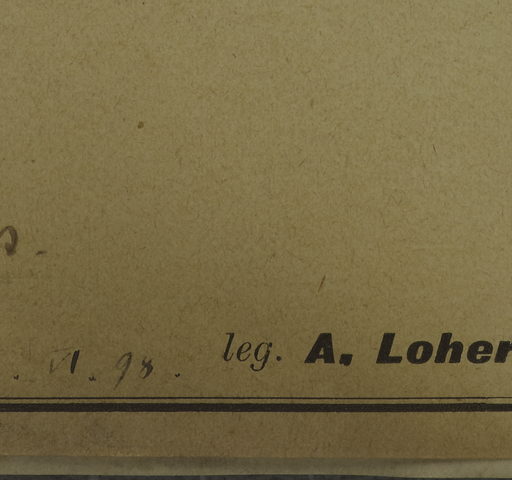 . VI. 98. leg. A. Loher